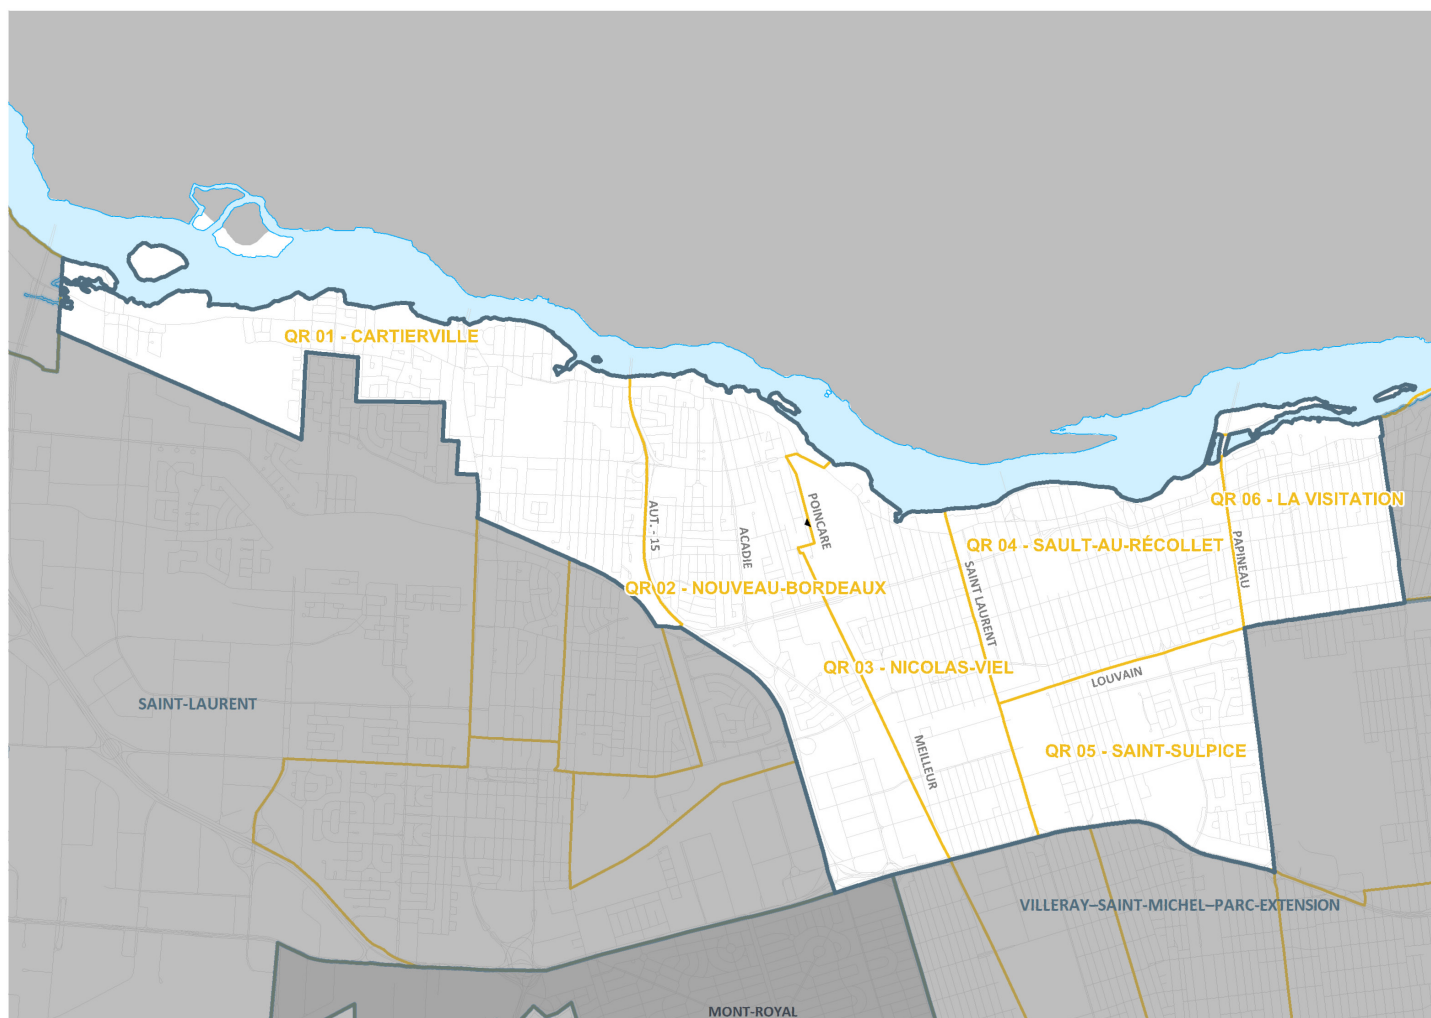 QR 01 - CARTIERVILLE
QR 06 - LA VISITATION
POINCARE
AUT. - 15
ACADIE
QR 04 - SAULT-AU-RÉCOLLET
PAPINEAU
QR 02 - NOUVEAU-BORDEAUX
SAINT LAURENT
QR 03 - NICOLAS-VIEL
LOUVAIN
SAINT-LAURENT
MEILLEUR
QR 05 - SAINT-SULPICE
VILLERAY–SAINT-MICHEL–PARC-EXTENSION
MONT-ROYAL